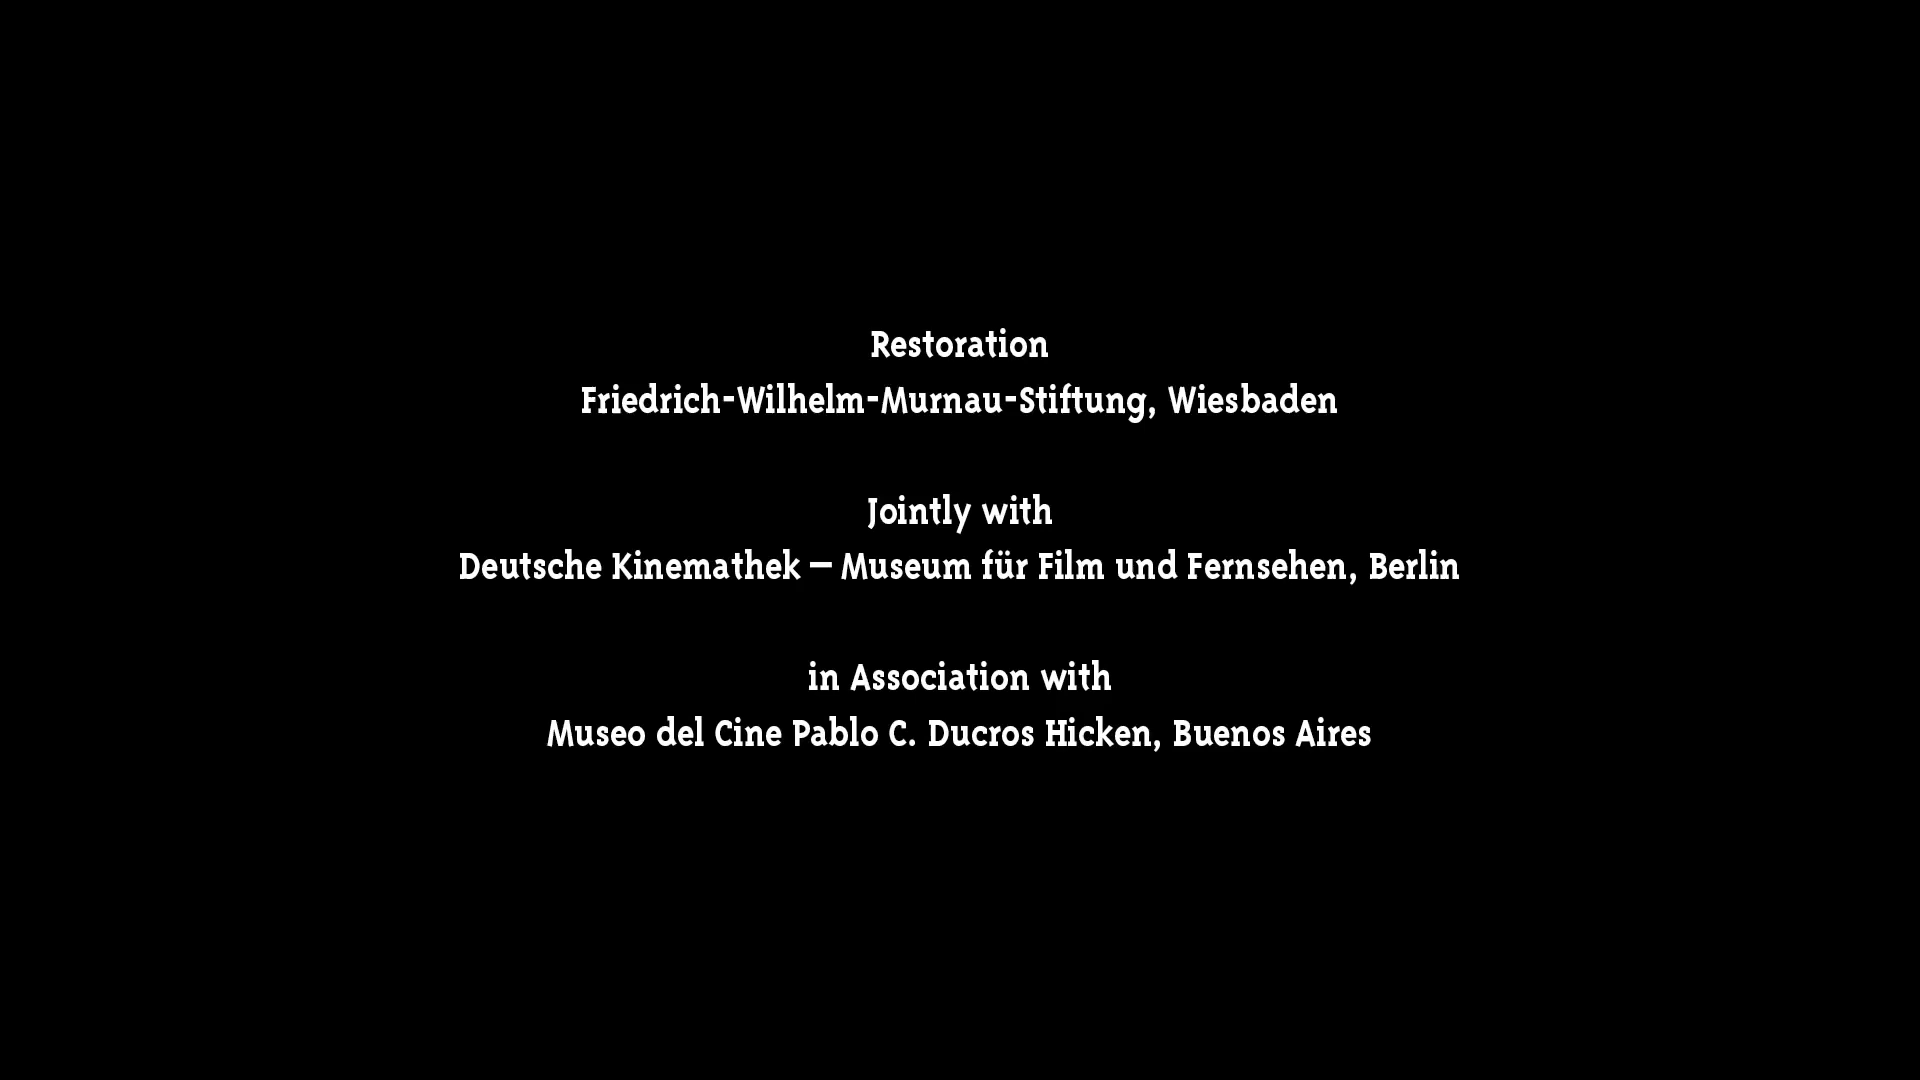 Restoration
Friedrich-Wilhelm-Murnau-Stiftung, Wiesbaden
Jointly with
Deutsche Kinemathek – Museum für Film und Fernsehen, Berlin
in Association with
Museo del Cine Pablo C. Ducros Hicken, Buenos Aires